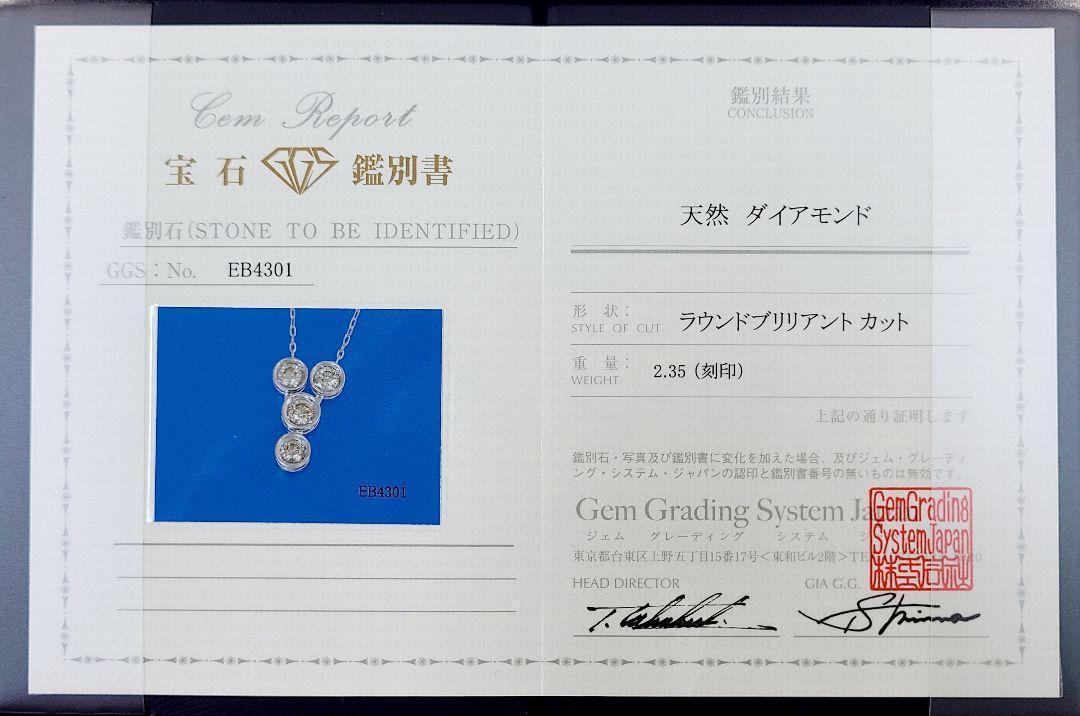 Gem Report
宝石 GGS 鑑別書
鑑別石(STONE TO BE IDENTIFIED)
GGS：No. EB4301
EB4301
鑑別結果
CONCLUSION
天然 ダイアモンド
形 状：
STYLE OF CUT ラウンドブリリアント カット
重 量：
WEIGHT 2.35 (刻印)
上記の通り証明します
鑑別石・写真及び鑑別書に変化を加えた場合、及びジェム・グレーディ
ング・システム・ジャパンの認印と鑑別書番号の無いものは無効です。
Gem Grading System
ジェム グレーディング システム
東京都台東区上野五丁目15番17号＜東和ビル2階＞
GemGrading
SystemJapan
HEAD DIRECTOR GIA G.G.